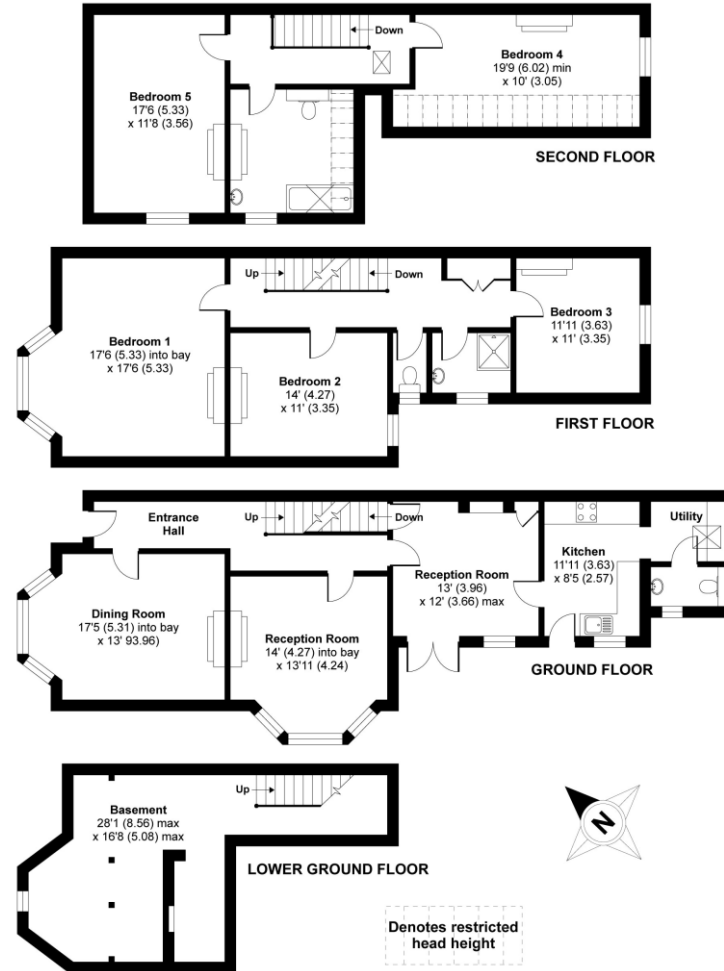 Down
Bedroom 5
17'6 (5.33)
x 11'8 (3.56)
Bedroom 4
19'9 (6.02) min
x 10' (3.05)
SECOND FLOOR
Up
Down
Bedroom 1
17'6 (5.33) into bay
x 17'6 (5.33)
Bedroom 2
14' (4.27)
x 11' (3.35)
Bedroom 3
11'11 (3.63)
x 11' (3.35)
FIRST FLOOR
Entrance
Hall
Up
Down
Utility
Kitchen
11'11 (3.63)
x 8'5 (2.57)
Reception Room
13' (3.96)
x 12' (3.66) max
Dining Room
17'5 (5.31) into bay
x 13' 93.96)
Reception Room
14' (4.27) into bay
x 13'11 (4.24)
GROUND FLOOR
Up
Basement
28'1 (8.56) max
x 16'8 (5.08) max
LOWER GROUND FLOOR
N
Denotes restricted
head height